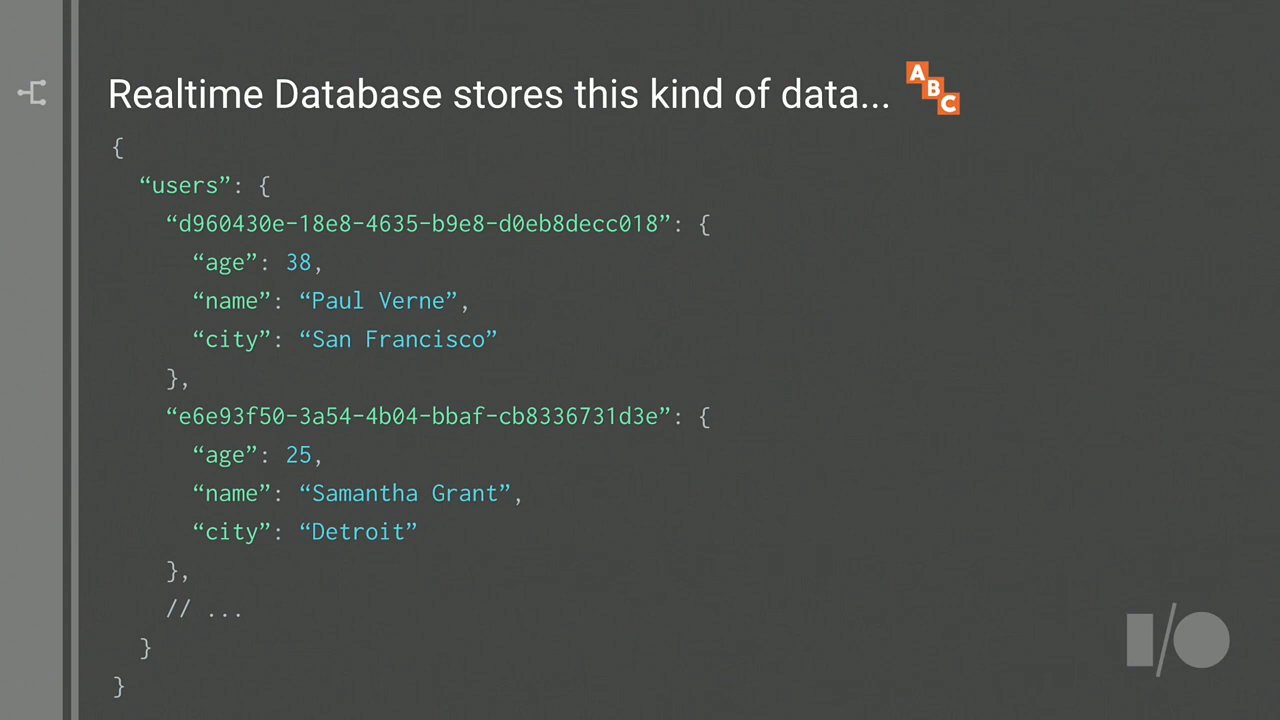 Realtime Database stores this kind of data...
A
B
C
{
“users”: {
“d960430e-18e8-4635-b9e8-d0eb8decc018”: {
“age”: 38,
“name”: “Paul Verne”,
“city”: “San Francisco”
},
“e6e93f50-3a54-4b04-bbaf-cb8336731d3e”: {
“age”: 25,
“name”: “Samantha Grant”,
“city”: “Detroit”
},
// ...
}
}
I/O